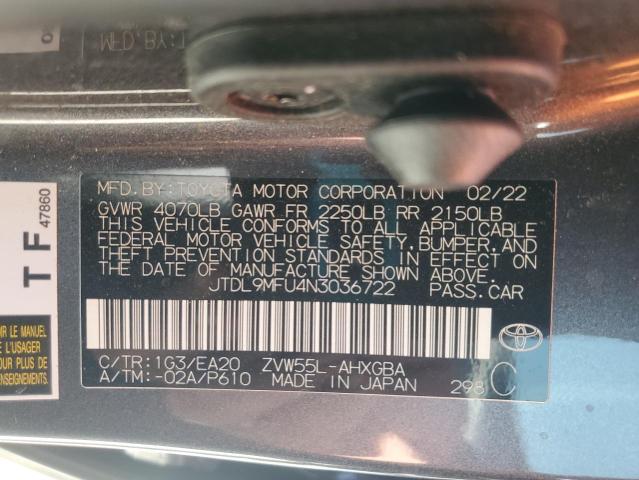 MFD. BY:TOYOTA MOTOR CORPORATION 02/22
GVWR 4070LB GAWR FR 2250LB RR 2150LB
THIS VEHICLE CONFORMS TO ALL APPLICABLE
FEDERAL MOTOR VEHICLE SAFETY,BUMPER,AND
THEFT PREVENTION STANDARDS IN EFFECT ON
THE DATE OF MANUFACTURE SHOWN ABOVE.
JTDL9MFU4N3036722 PASS.CAR
C/TR:1G3/EA20 ZVW55L-AHXGBA
A/TM:-02A/P610 MADE IN JAPAN 298 C
TF
47860
IR LE MANUEL
L'USAGER
POUR PLUS